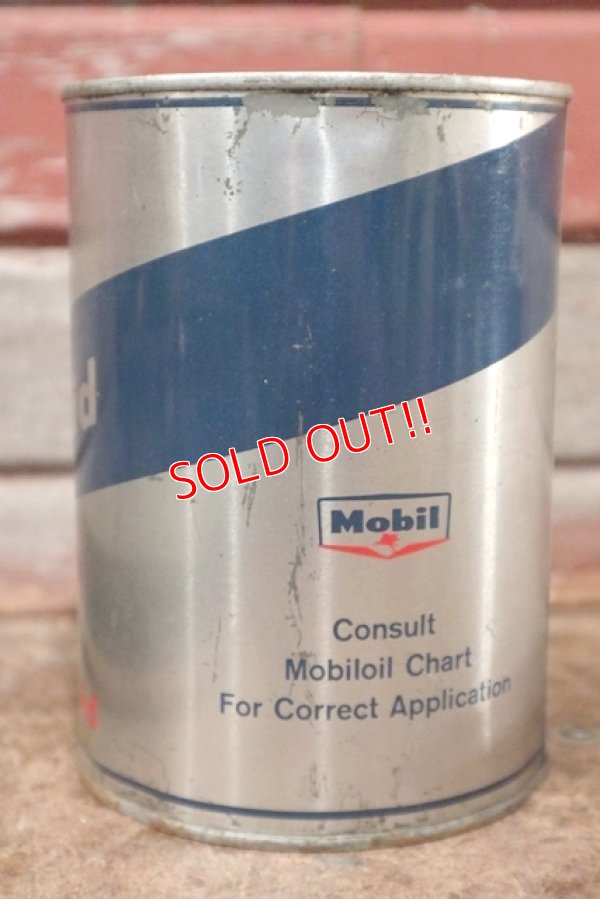 SOLD OUT!!
Mobil
Consult
Mobiloil Chart
For Correct Application